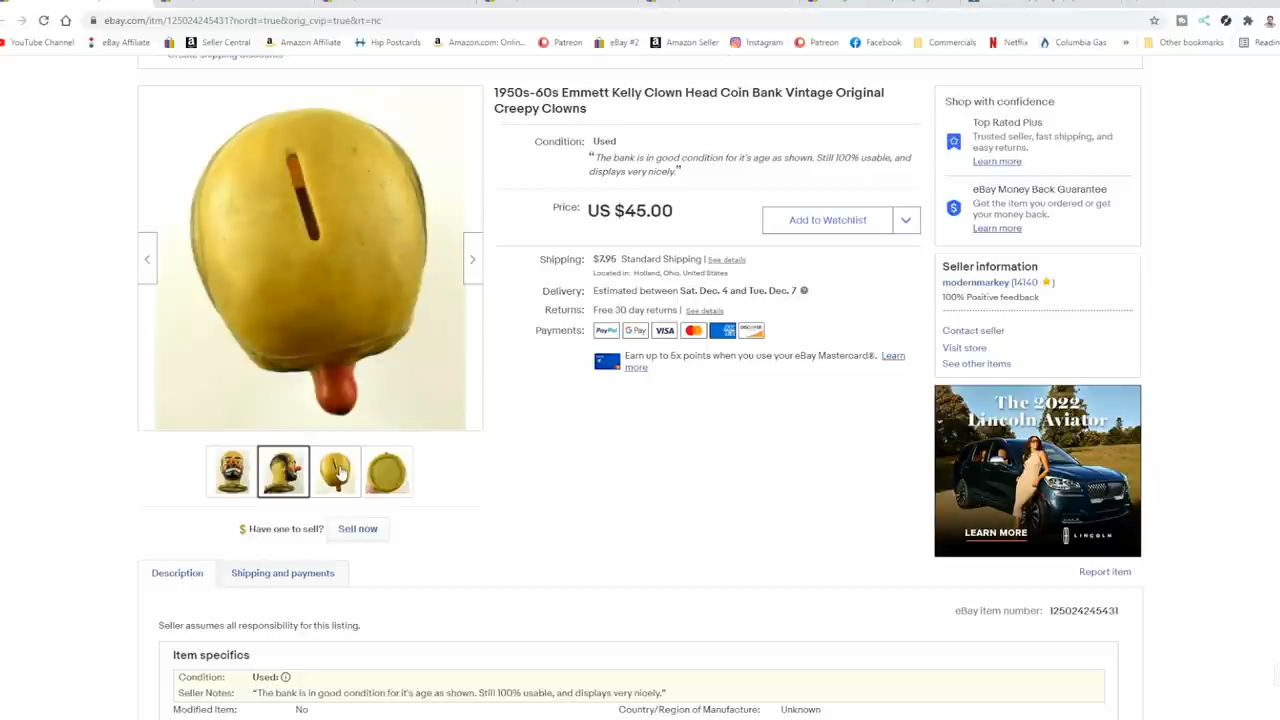 ebay.com/itm/125024245431?nordt=true&orig_cvip=true&rt=nc
YouTube Channel
eBay Affiliate
Seller Central
Amazon Affiliate
Hip Postcards
Amazon.com: Onlin...
Patreon
eBay #2
Amazon Seller
Instagram
Patreon
Facebook
Commercials
Netflix
Columbia Gas
»
Other bookmarks
1950s-60s Emmett Kelly Clown Head Coin Bank Vintage Original
Creepy Clowns
Condition: Used
"The bank is in good condition for it's age as shown. Still 100% usable, and
displays very nicely."
Price: US $45.00
Add to Watchlist
Shipping: $7.95 Standard Shipping | See details
Located in: Holland, Ohio, United States
Delivery: Estimated between Sat. Dec. 4 and Tue. Dec. 7
Returns: Free 30 day returns | See details
Payments: PayPal G Pay VISA DISCOVER
Earn up to 5x points when you use your eBay Mastercard®. Learn
more
Shop with confidence
Top Rated Plus
Trusted seller, fast shipping, and
easy returns.
Learn more
eBay Money Back Guarantee
Get the item you ordered or get
your money back.
Learn more
Seller information
modernmarkey (14140 )
100% Positive feedback
Contact seller
Visit store
See other items
The 2022
Lincoln Aviator
LEARN MORE
LINCOLN
$ Have one to sell? Sell now
Description
Shipping and payments
Report item
eBay item number: 125024245431
Seller assumes all responsibility for this listing.
Item specifics
Condition: Used:
Seller Notes: "The bank is in good condition for it's age as shown. Still 100% usable, and displays very nicely."
Modified Item: No
Country/Region of Manufacture: Unknown